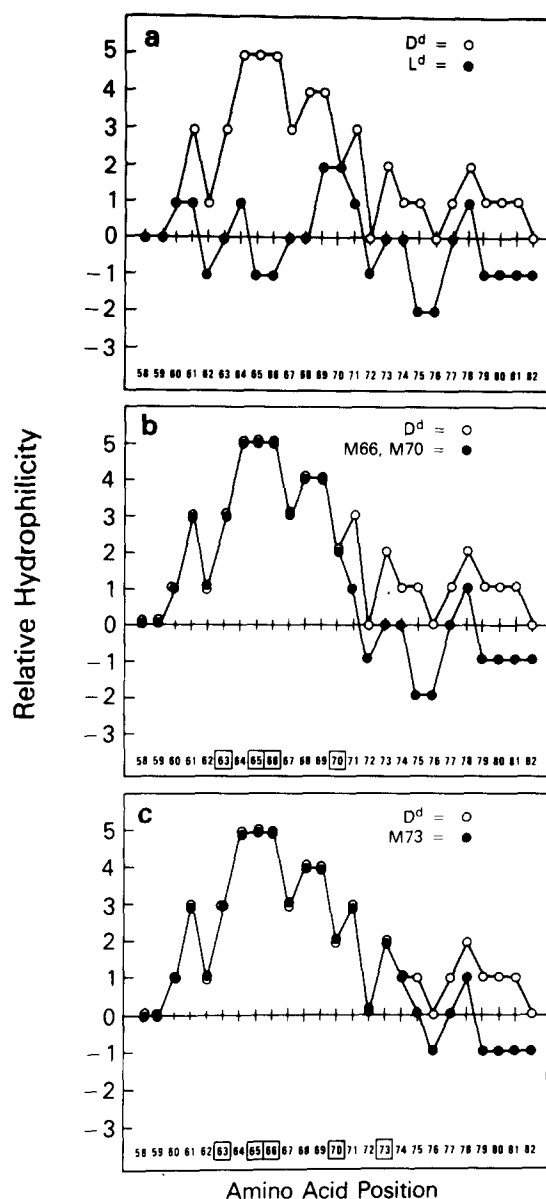 a
D^d = ○
L^d = ●
5
4
3
2
1
0
−1
−2
−3
58 59 60 61 62 63 64 65 66 67 68 69 70 71 72 73 74 75 76 77 78 79 80 81 82
b
D^d = ○
M66, M70 = ●
5
4
3
2
1
0
−1
−2
−3
58 59 60 61 62 63 64 65 66 67 68 69 70 71 72 73 74 75 76 77 78 79 80 81 82
c
D^d = ○
M73 = ●
5
4
3
2
1
0
−1
−2
−3
58 59 60 61 62 63 64 65 66 67 68 69 70 71 72 73 74 75 76 77 78 79 80 81 82
Relative Hydrophilicity
Amino Acid Position